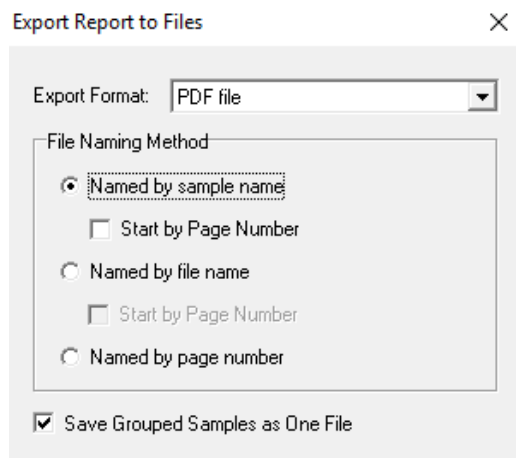 Export Report to Files
Export Format: PDF file
File Naming Method
Named by sample name
Start by Page Number
Named by file name
Start by Page Number
Named by page number
Save Grouped Samples as One File